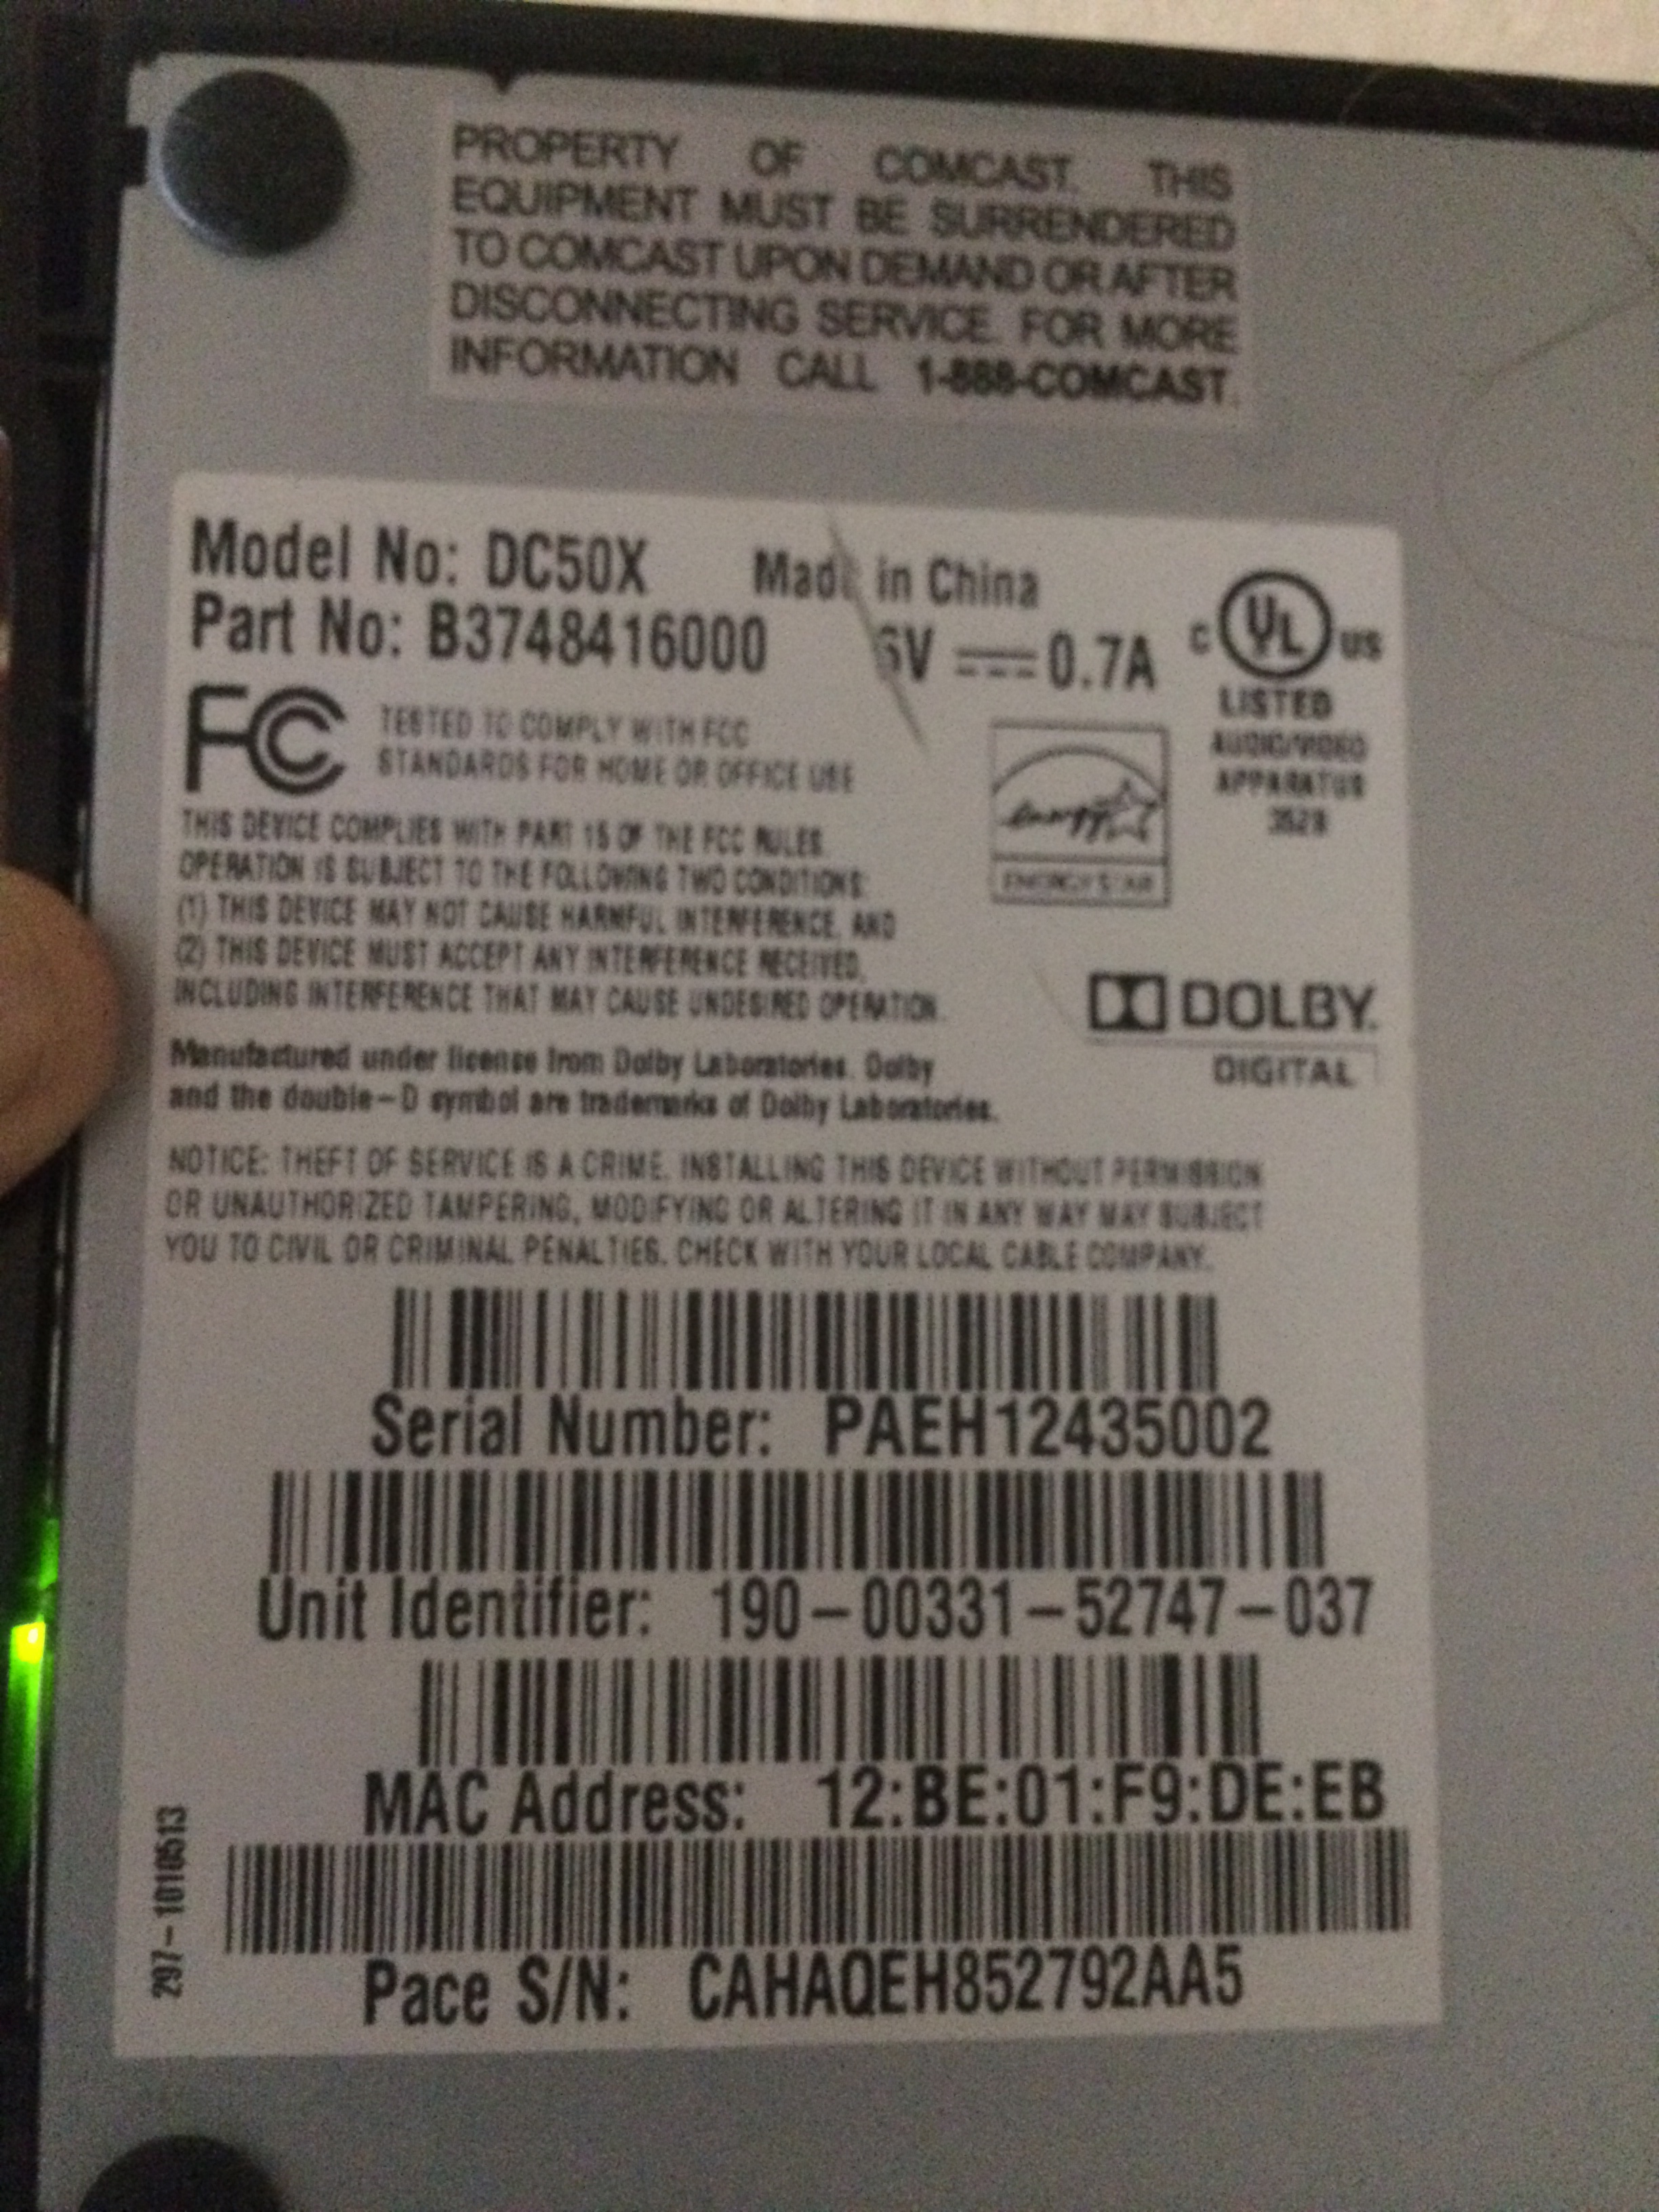 PROPERTY OF COMCAST. THIS
EQUIPMENT MUST BE SURRENDERED
TO COMCAST UPON DEMAND OR AFTER
DISCONNECTING SERVICE. FOR MORE
INFORMATION CALL 1-888-COMCAST.
Model No: DC50X Made in China
Part No: B3748416000 6V 0.7A
C UL US
LISTED
AUDIO/VIDEO
APPARATUS
FC TESTED TO COMPLY WITH FCC
STANDARDS FOR HOME OR OFFICE USE
energy
ENERGY STAR
THIS DEVICE COMPLIES WITH PART 15 OF THE FCC RULES.
OPERATION IS SUBJECT TO THE FOLLOWING TWO CONDITIONS:
(1) THIS DEVICE MAY NOT CAUSE HARMFUL INTERFERENCE, AND
(2) THIS DEVICE MUST ACCEPT ANY INTERFERENCE RECEIVED,
INCLUDING INTERFERENCE THAT MAY CAUSE UNDESIRED OPERATION.
DOLBY
DIGITAL
Manufactured under license from Dolby Laboratories. Dolby
and the double-D symbol are trademarks of Dolby Laboratories.
NOTICE: THEFT OF SERVICE IS A CRIME. INSTALLING THIS DEVICE WITHOUT PERMISSION
OR UNAUTHORIZED TAMPERING, MODIFYING OR ALTERING IT IN ANY WAY MAY SUBJECT
YOU TO CIVIL OR CRIMINAL PENALTIES. CHECK WITH YOUR LOCAL CABLE COMPANY.
Serial Number: PAEH12435002
Unit Identifier: 190-00331-52747-037
MAC Address: 12:BE:01:F9:DE:EB
Pace S/N: CAHAQEH852792AA5
297-1010513